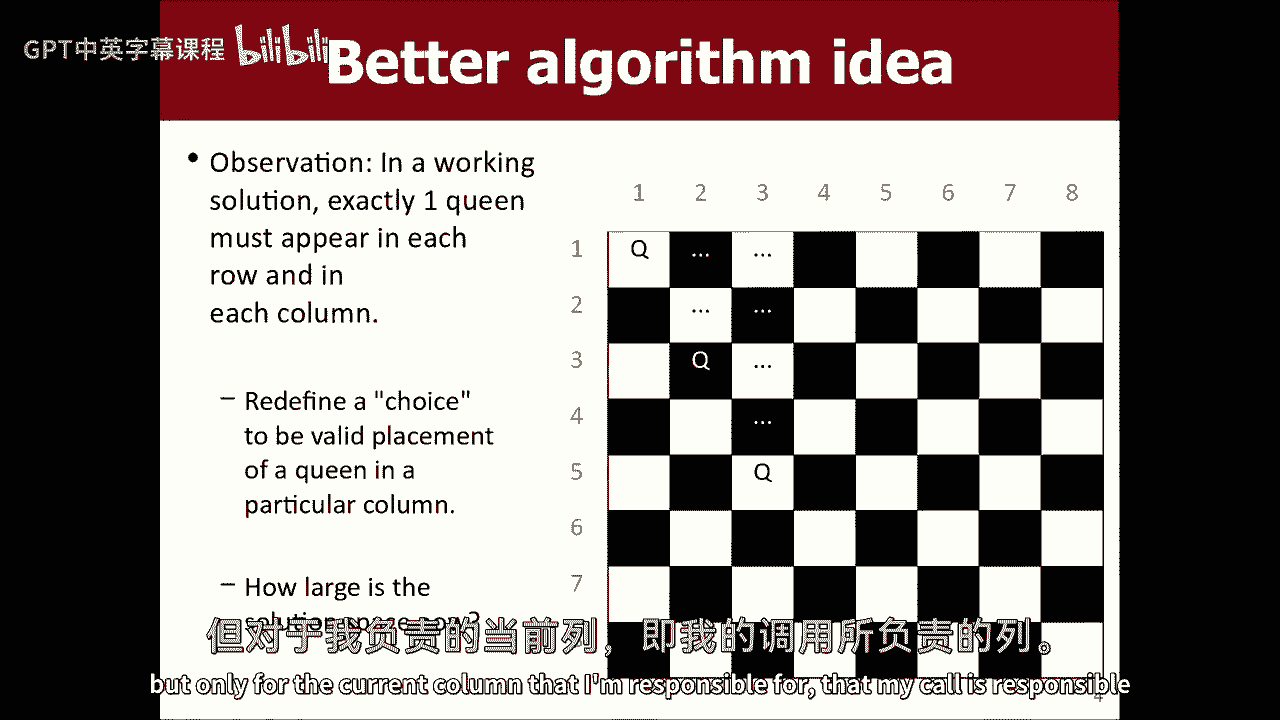 GPT中英字幕课程 bilibili
Better algorithm idea
• Observation: In a working
solution, exactly 1 queen
must appear in each
row and in
each column.
– Redefine a "choice"
to be valid placement
of a queen in a
particular column.
– How large is the
1 2 3 4 5 6 7 8
1 Q ... ...
2 ... ...
3 Q ...
4 ...
5 Q
6
7
但对于我负责的当前列，即我的调用所负责的列。
but only for the current column that I'm responsible for, that my call is responsible
4